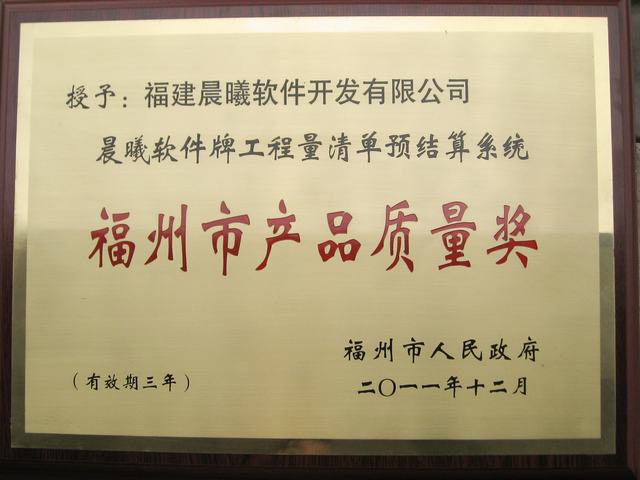 授予：福建晨曦软件开发有限公司
晨曦软件牌工程量清单预结算系统
福州市产品质量奖
福州市人民政府
（有效期三年）
二〇一一年十二月